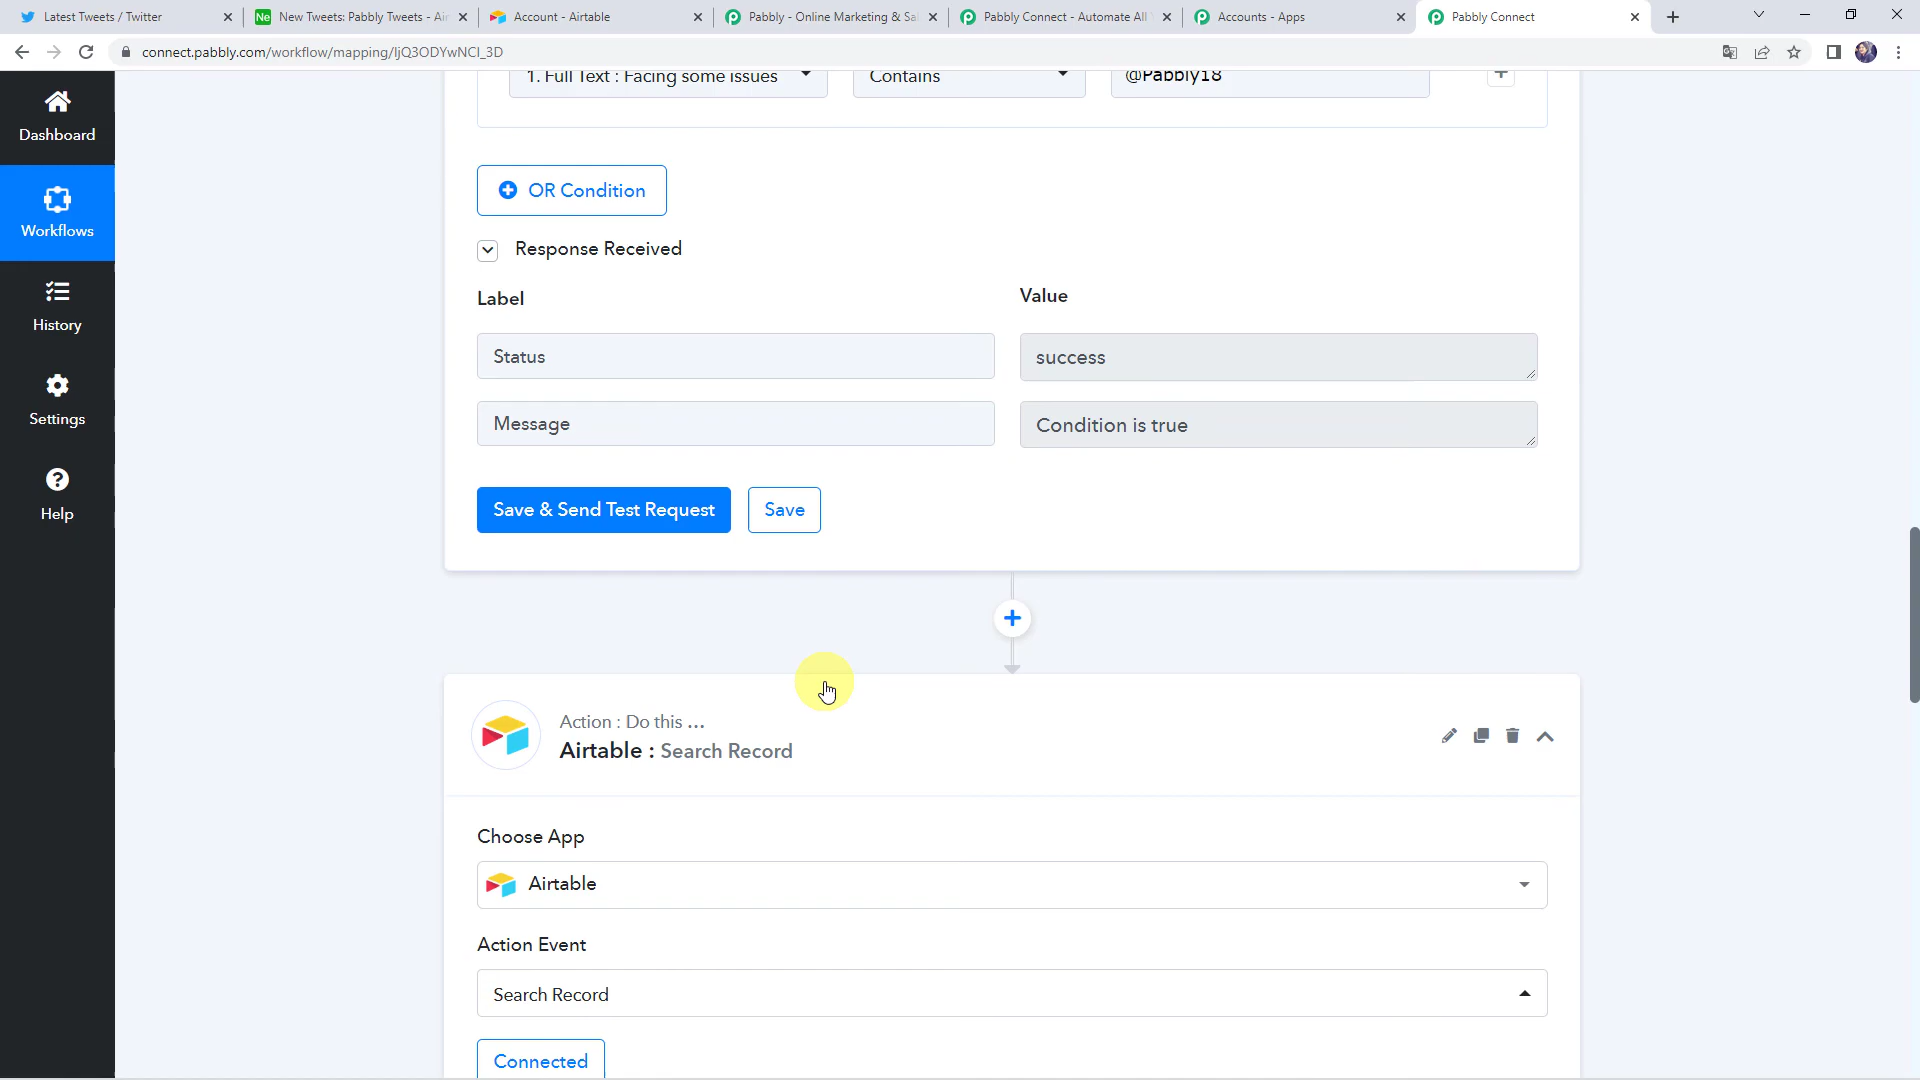 Latest Tweets / Twitter
Ne
New Tweets: Pabbly Tweets - Ai
Account - Airtable
Pabbly - Online Marketing & Sa
Pabbly Connect - Automate All
Accounts - Apps
Pabbly Connect
connect.pabbly.com/workflow/mapping/IjQ3ODYwNCI_3D
Dashboard
Workflows
History
Settings
Help
1. Full Text : Facing some issues
Contains
@Pabbly18
OR Condition
Response Received
Label
Value
Status
success
Message
Condition is true
Save & Send Test Request
Save
Action : Do this ...
Airtable : Search Record
Choose App
Airtable
Action Event
Search Record
Connected